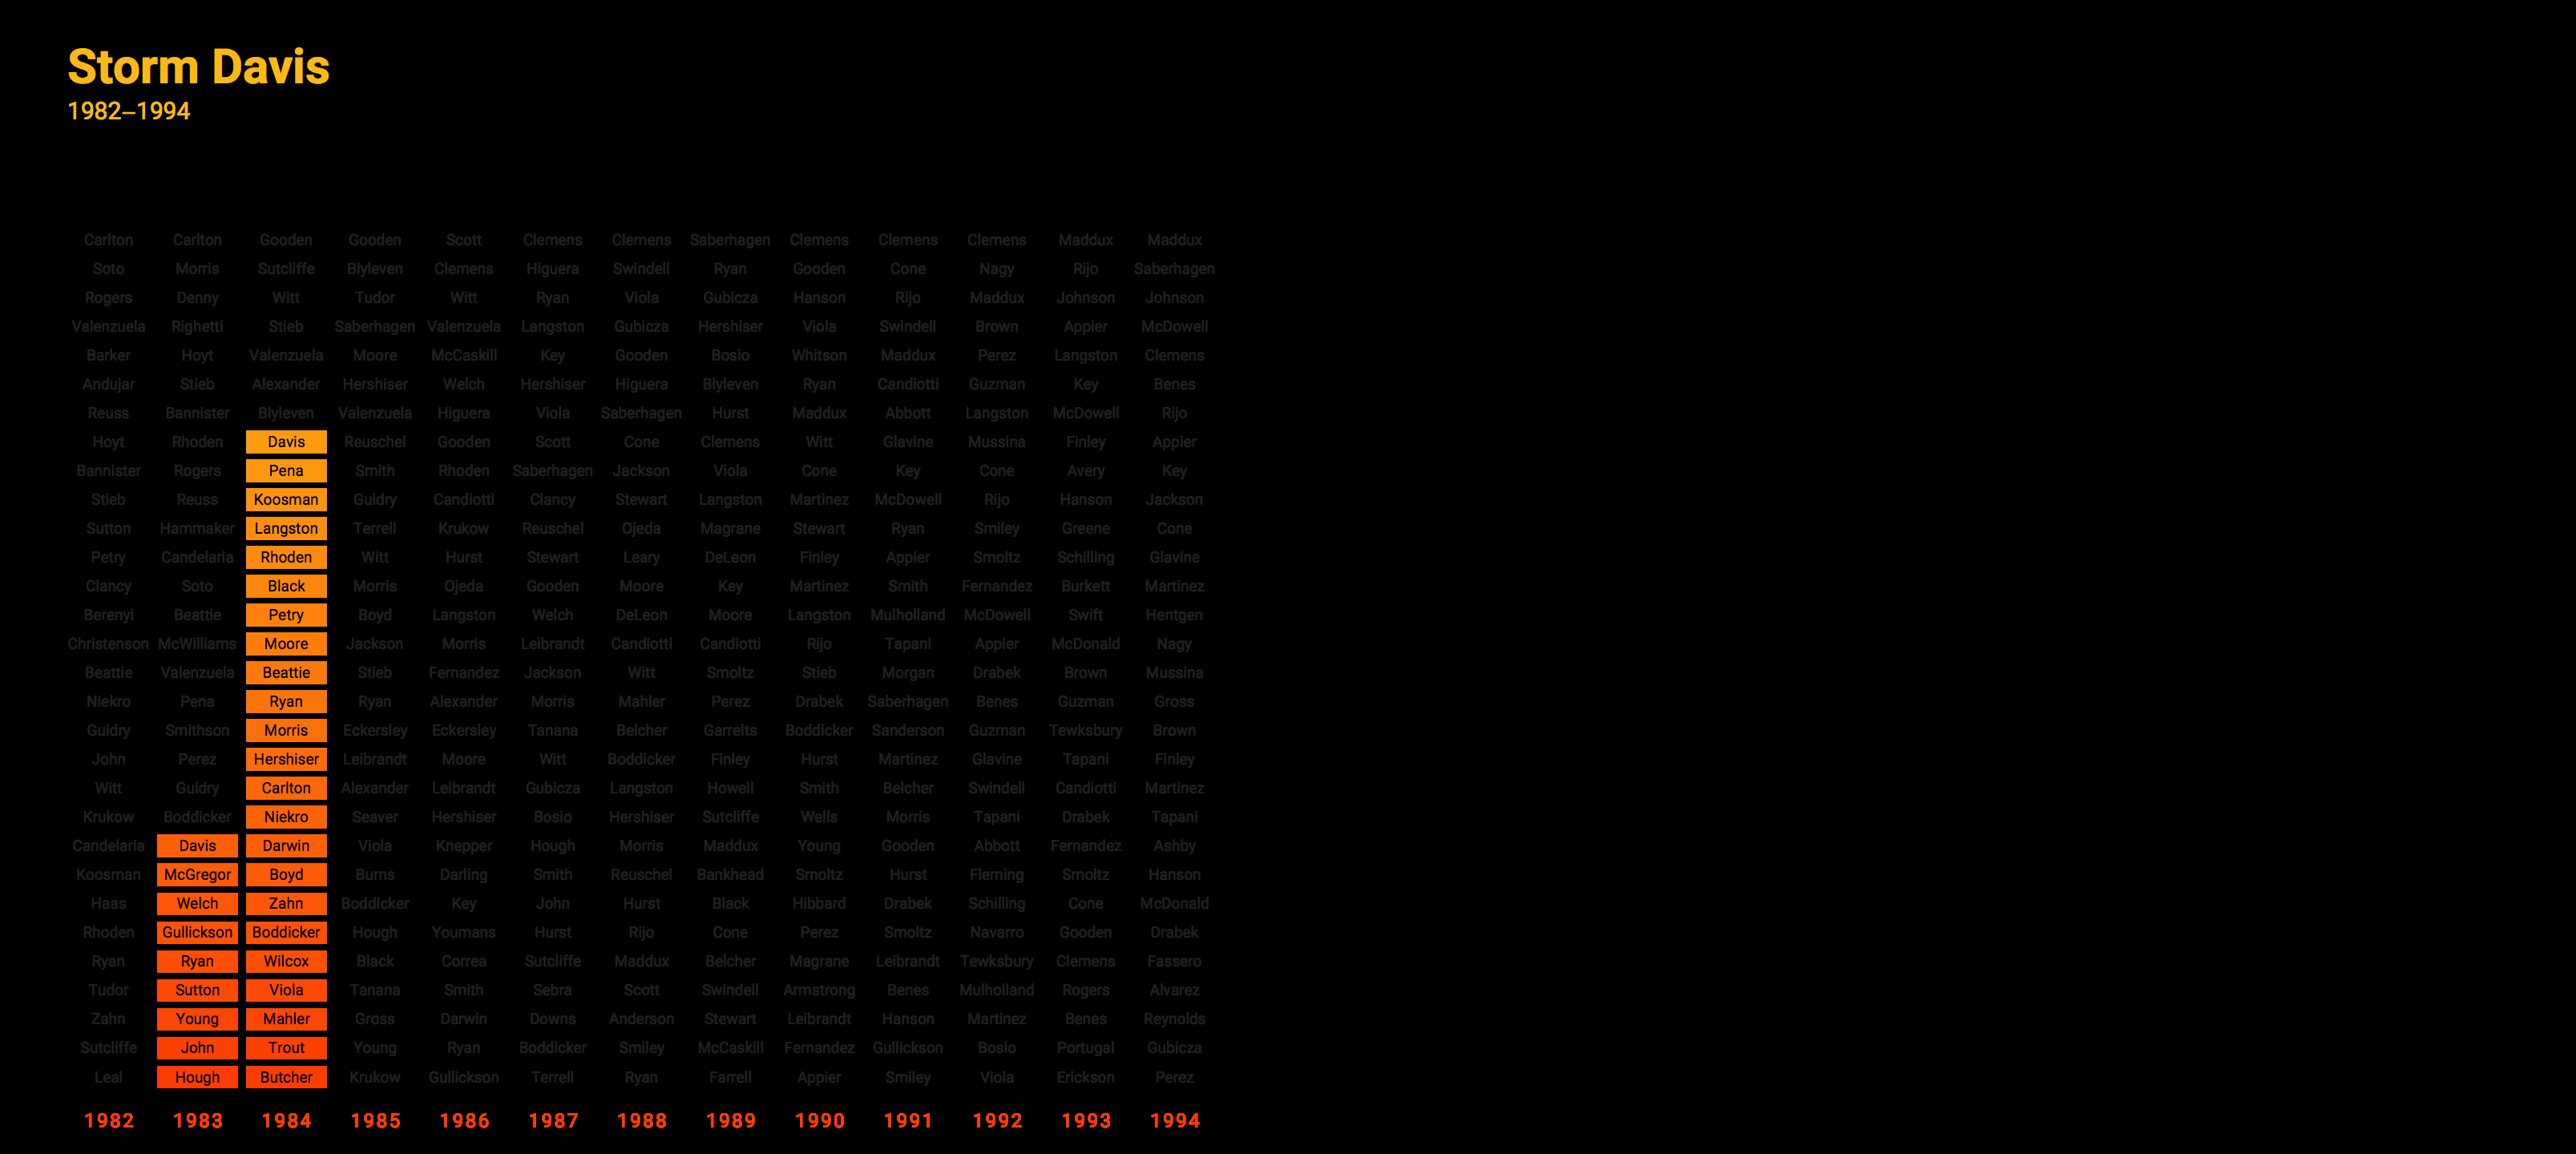 Storm Davis
1982–1994
Carlton Carlton Gooden Gooden Scott Clemens Clemens Saberhagen Clemens Clemens Clemens Maddux Maddux
Soto Morris Sutcliffe Blyleven Clemens Higuera Swindell Ryan Gooden Cone Nagy Rijo Saberhagen
Rogers Denny Witt Tudor Witt Ryan Viola Gubicza Hanson Rijo Maddux Johnson Johnson
Valenzuela Righetti Stieb Saberhagen Valenzuela Langston Gubicza Hershiser Viola Swindell Brown Appier McDowell
Barker Hoyt Valenzuela Moore McCaskill Key Gooden Bosio Whitson Maddux Perez Langston Clemens
Andujar Stieb Alexander Hershiser Welch Hershiser Higuera Blyleven Ryan Candiotti Guzman Key Benes
Reuss Bannister Blyleven Valenzuela Higuera Viola Saberhagen Hurst Maddux Abbott Langston McDowell Rijo
Hoyt Rhoden Davis Reuschel Gooden Scott Cone Clemens Witt Glavine Mussina Finley Appier
Bannister Rogers Pena Smith Rhoden Saberhagen Jackson Viola Cone Key Cone Avery Key
Stieb Reuss Koosman Guidry Candiotti Clancy Stewart Langston Martinez McDowell Rijo Hanson Jackson
Sutton Hammaker Langston Terrell Krukow Reuschel Ojeda Magrane Stewart Ryan Smiley Greene Cone
Petry Candelaria Rhoden Witt Hurst Stewart Leary DeLeon Finley Appier Smoltz Schilling Glavine
Clancy Soto Black Morris Ojeda Gooden Moore Key Martinez Smith Fernandez Burkett Martinez
Berenyi Beattie Petry Boyd Langston Welch DeLeon Moore Langston Mulholland McDowell Swift Hentgen
Christenson McWilliams Moore Jackson Morris Leibrandt Candiotti Candiotti Rijo Tapani Appier McDonald Nagy
Beattie Valenzuela Beattie Stieb Fernandez Jackson Witt Smoltz Stieb Morgan Drabek Brown Mussina
Niekro Pena Ryan Ryan Alexander Morris Mahler Perez Drabek Saberhagen Benes Guzman Gross
Guidry Smithson Morris Eckersley Eckersley Tanana Belcher Garrelts Boddicker Sanderson Guzman Tewksbury Brown
John Perez Hershiser Leibrandt Moore Witt Boddicker Finley Hurst Martinez Glavine Tapani Finley
Witt Guidry Carlton Alexander Leibrandt Gubicza Langston Howell Smith Belcher Swindell Candiotti Martinez
Krukow Boddicker Niekro Seaver Hershiser Bosio Hershiser Sutcliffe Wells Morris Tapani Drabek Tapani
Candelaria Davis Darwin Viola Knepper Hough Morris Maddux Young Gooden Abbott Fernandez Ashby
Koosman McGregor Boyd Burns Darling Smith Reuschel Bankhead Smoltz Hurst Fleming Smoltz Hanson
Haas Welch Zahn Boddicker Key John Hurst Black Hibbard Drabek Schilling Cone McDonald
Rhoden Gullickson Boddicker Hough Youmans Hurst Rijo Cone Perez Smoltz Navarro Gooden Drabek
Ryan Ryan Wilcox Black Correa Sutcliffe Maddux Belcher Magrane Leibrandt Tewksbury Clemens Fassero
Tudor Sutton Viola Tanana Smith Sebra Scott Swindell Armstrong Benes Mulholland Rogers Alvarez
Zahn Young Mahler Gross Darwin Downs Anderson Stewart Leibrandt Hanson Martinez Benes Reynolds
Sutcliffe John Trout Young Ryan Boddicker Smiley McCaskill Fernandez Gullickson Bosio Portugal Gubicza
Leal Hough Butcher Krukow Gullickson Terrell Ryan Farrell Appier Smiley Viola Erickson Perez
1982 1983 1984 1985 1986 1987 1988 1989 1990 1991 1992 1993 1994